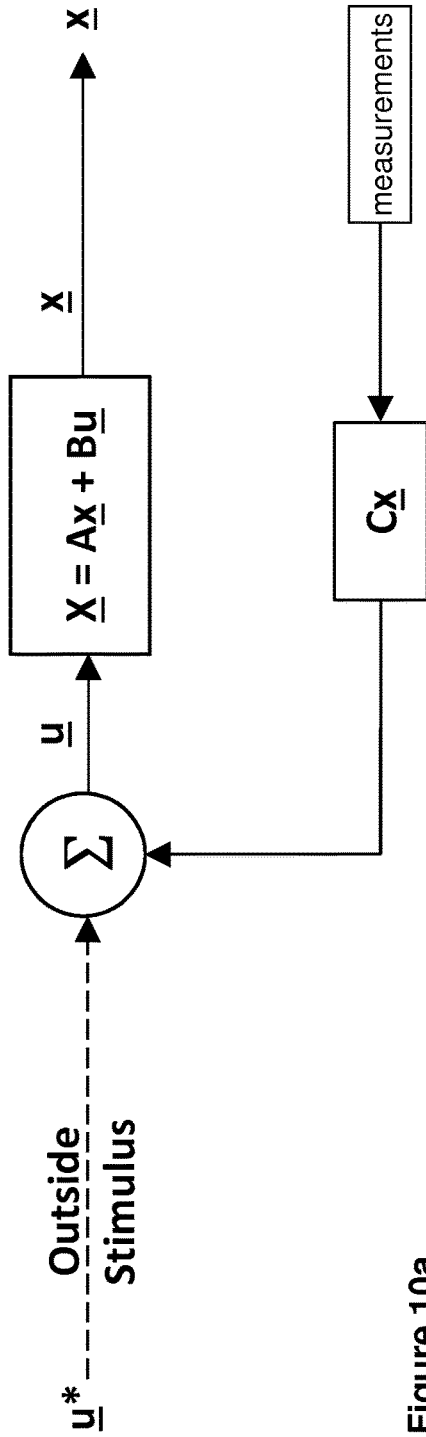 u*
Outside
Stimulus
Σ
u
X = Ax + Bu
x
x
Cx
measurements
Figure 10a